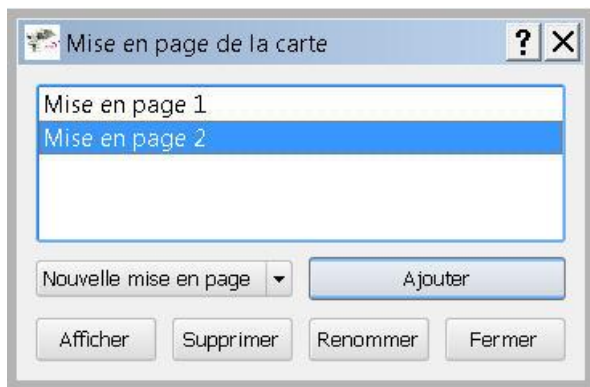 Mise en page de la carte
Mise en page 1
Mise en page 2
Nouvelle mise en page
Ajouter
Afficher
Supprimer
Renommer
Fermer